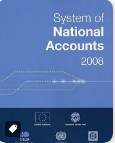 System of
National
Accounts
2008